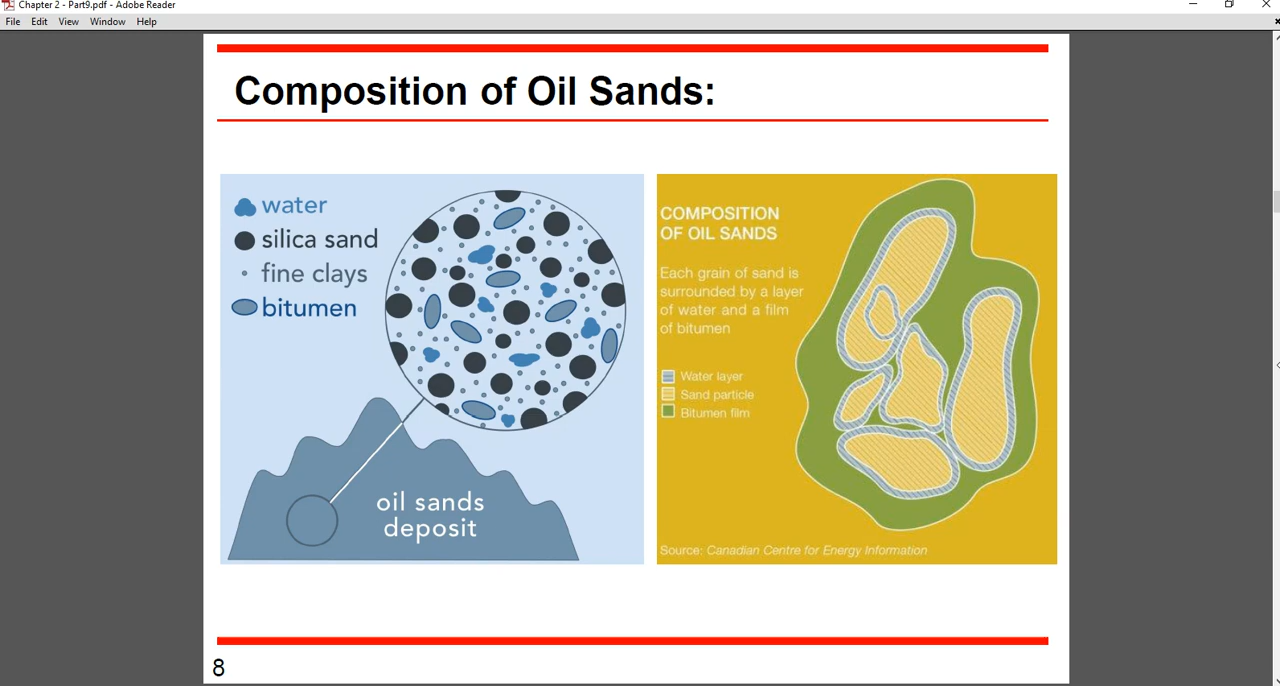 Chapter 2 - Part9.pdf - Adobe Reader
File Edit View Window Help
Composition of Oil Sands:
water
silica sand
fine clays
bitumen
oil sands
deposit
COMPOSITION
OF OIL SANDS
Each grain of sand is
surrounded by a layer
of water and a film
of bitumen
Water layer
Sand particle
Bitumen film
Source: Canadian Centre for Energy Information
8